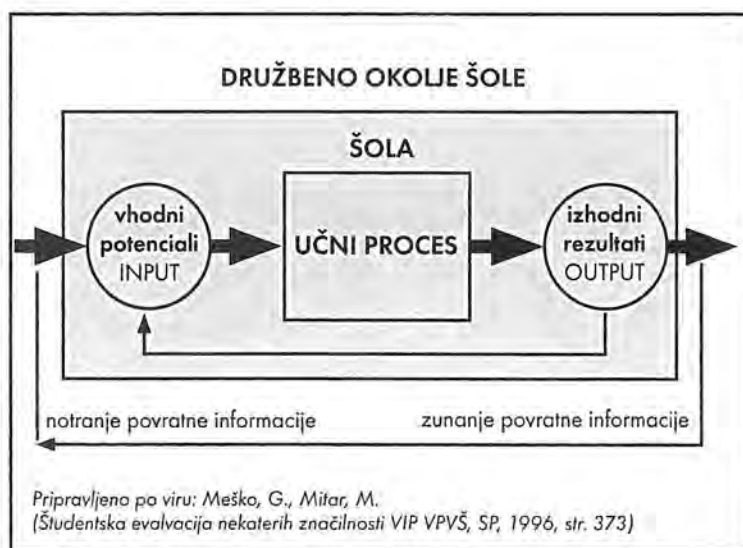 DRUŽBENO OKOLJE ŠOLE
ŠOLA
vhodni
potenciali
INPUT
UČNI PROCES
izhodni
rezultati
OUTPUT
notranje povratne informacije
zunanje povratne informacije
Pripravljeno po viru: Meško, G., Mitar, M.
(Študentska evalvacija nekaterih značilnosti VIP VPVŠ, SP, 1996, str. 373)